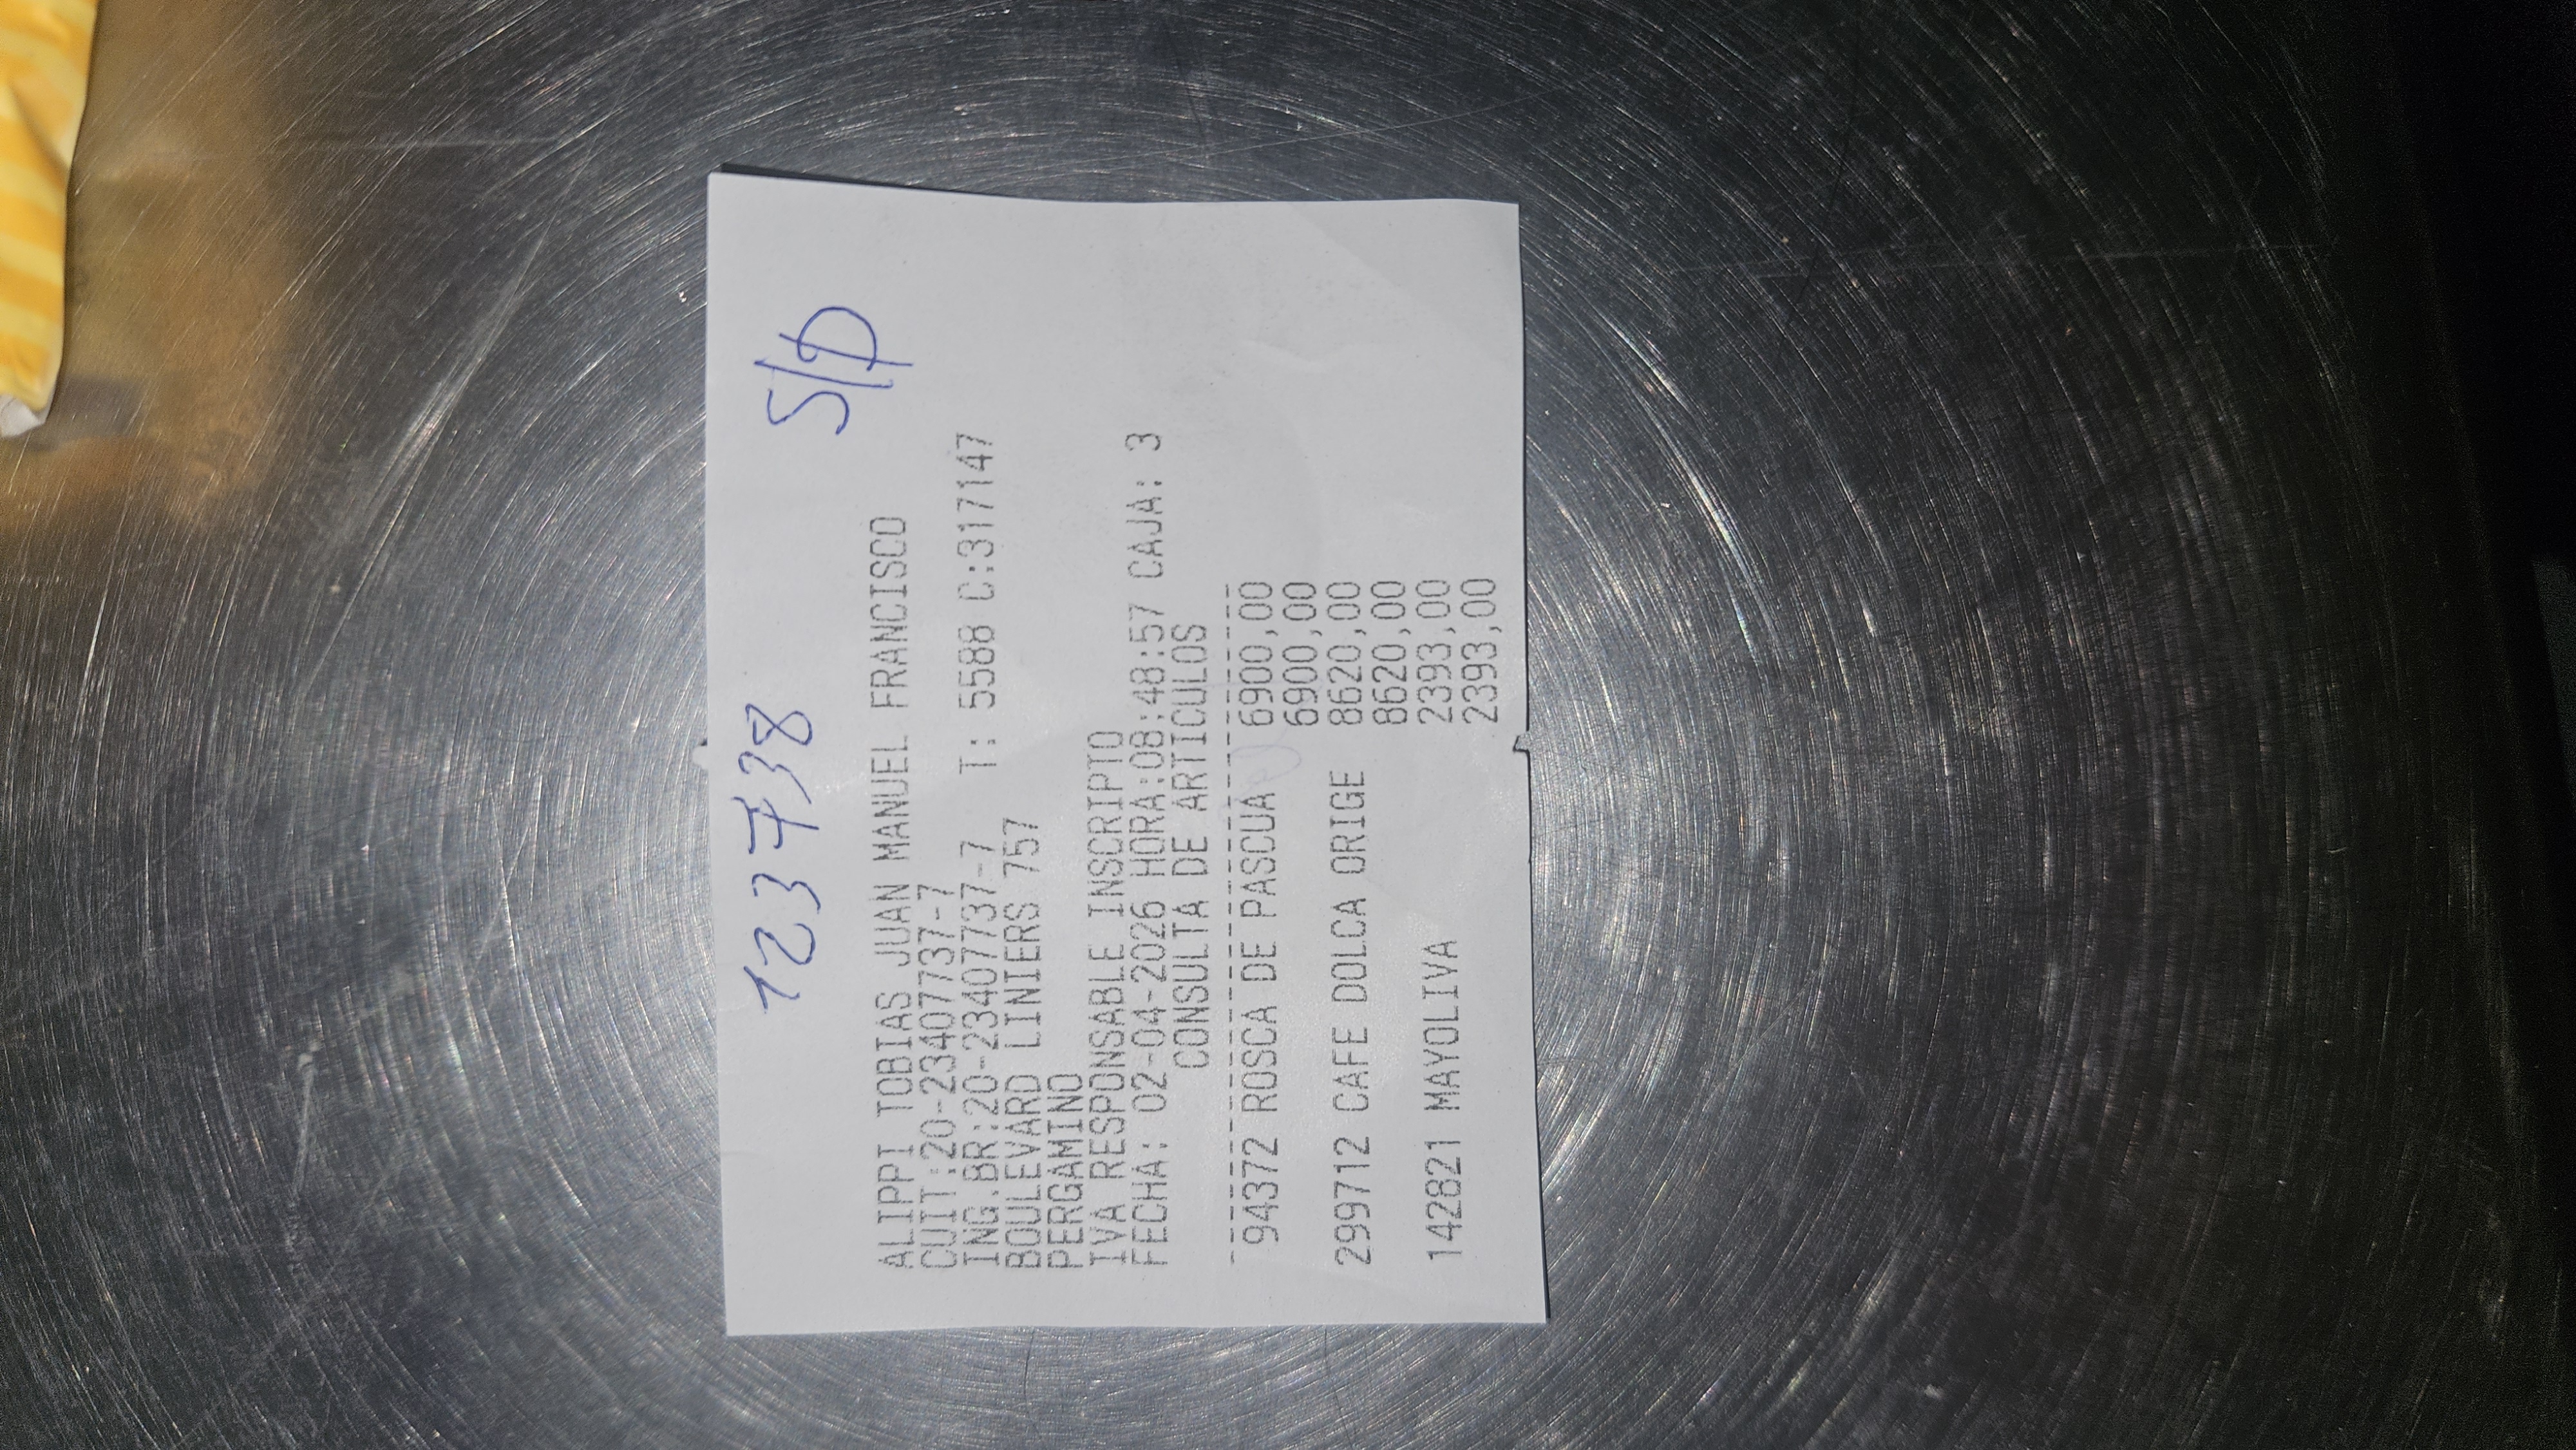 123738 S/D
ALIPPI TOBIAS JUAN MANUEL FRANCISCO
CUIT:20-23407737-7
ING.BR:20-23407737-7 T: 5588 C:317147
BOULEVARD LINIERS 757
PERGAMINO
IVA RESPONSABLE INSCRIPTO
FECHA: 02-04-2026 HORA:08:48:57 CAJA: 3
CONSULTA DE ARTICULOS
94372 ROSCA DE PASCUA 6900,00
6900,00
299712 CAFE DOLCA ORIGE 8620,00
8620,00
142821 MAYOLIVA 2393,00
2393,00